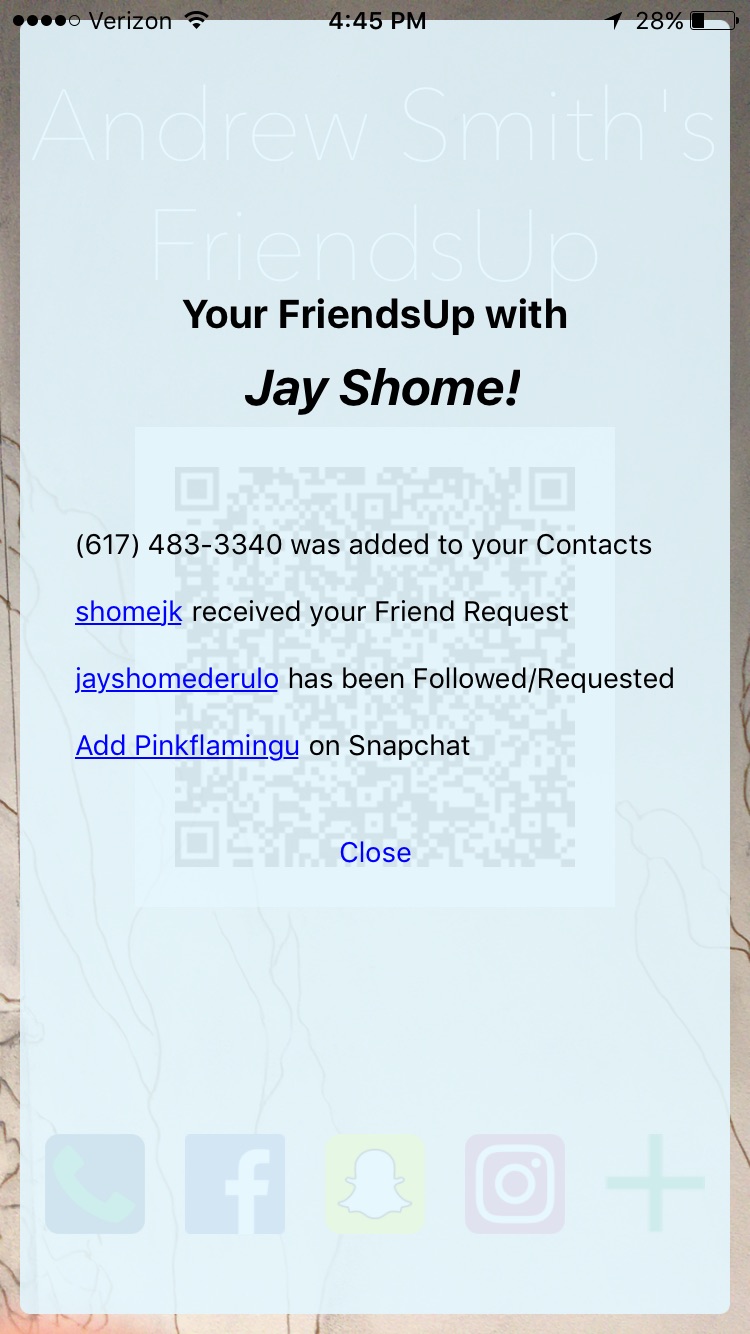 Verizon 4:45 PM 28%
Andrew Smith's
FriendsUp
Your FriendsUp with
Jay Shome!
(617) 483-3340 was added to your Contacts
shomejk received your Friend Request
jayshomederulo has been Followed/Requested
Add Pinkflamingu on Snapchat
Close